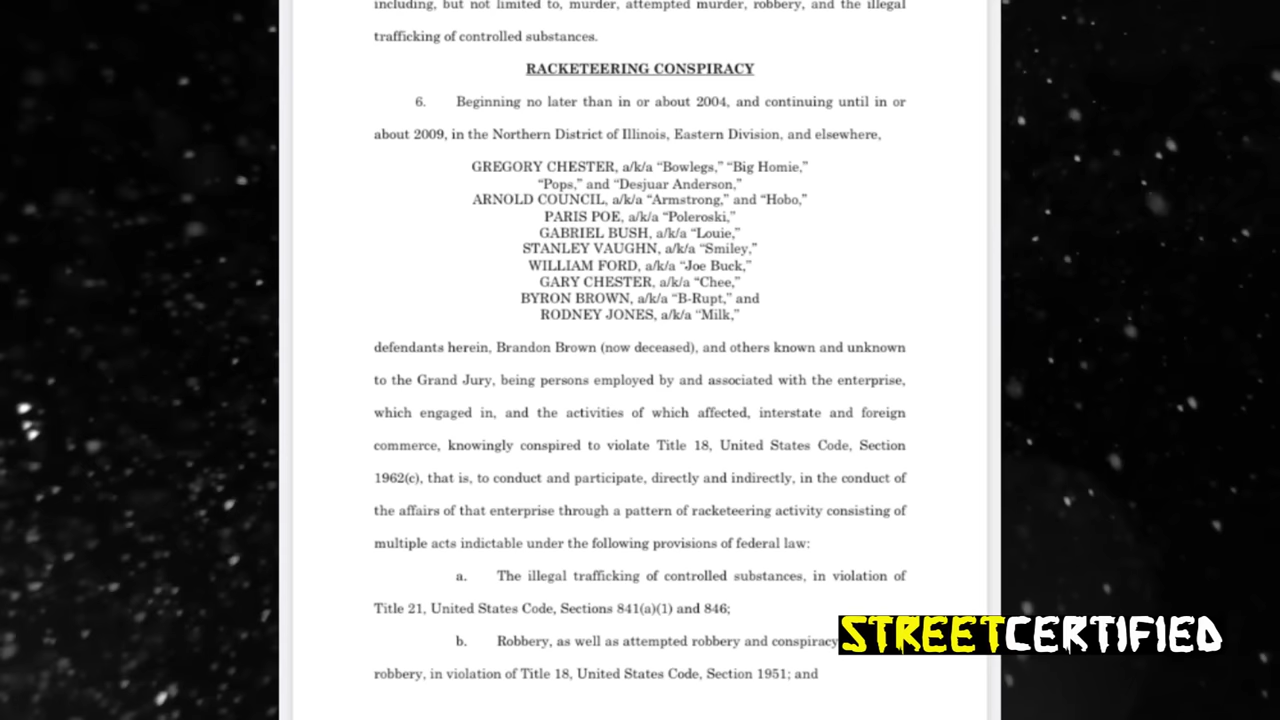 including, but not limited to, murder, attempted murder, robbery, and the illegal
trafficking of controlled substances.
RACKETEERING CONSPIRACY
6. Beginning no later than in or about 2004, and continuing until in or
about 2009, in the Northern District of Illinois, Eastern Division, and elsewhere,
GREGORY CHESTER, a/k/a “Bowlegs,” “Big Homie,”
“Pops,” and “Desjuar Anderson,”
ARNOLD COUNCIL, a/k/a “Armstrong,” and “Hobo,”
PARIS POE, a/k/a “Poleroski,”
GABRIEL BUSH, a/k/a “Louie,”
STANLEY VAUGHN, a/k/a “Smiley,”
WILLIAM FORD, a/k/a “Joe Buck,”
GARY CHESTER, a/k/a “Chee,”
BYRON BROWN, a/k/a “B-Rupt,” and
RODNEY JONES, a/k/a “Milk,”
defendants herein, Brandon Brown (now deceased), and others known and unknown
to the Grand Jury, being persons employed by and associated with the enterprise,
which engaged in, and the activities of which affected, interstate and foreign
commerce, knowingly conspired to violate Title 18, United States Code, Section
1962(c), that is, to conduct and participate, directly and indirectly, in the conduct of
the affairs of that enterprise through a pattern of racketeering activity consisting of
multiple acts indictable under the following provisions of federal law:
a. The illegal trafficking of controlled substances, in violation of
Title 21, United States Code, Sections 841(a)(1) and 846;
b. Robbery, as well as attempted robbery and conspiracy
robbery, in violation of Title 18, United States Code, Section 1951; and
STREETCERTIFIED